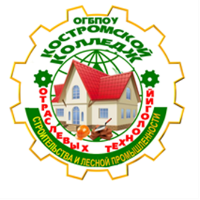 ОГБПОУ
КОСТРОМСКОЙ
КОЛЛЕДЖ
ОТРАСЛЕВЫХ ТЕХНОЛОГИЙ
СТРОИТЕЛЬСТВА И ЛЕСНОЙ ПРОМЫШЛЕННОСТИ